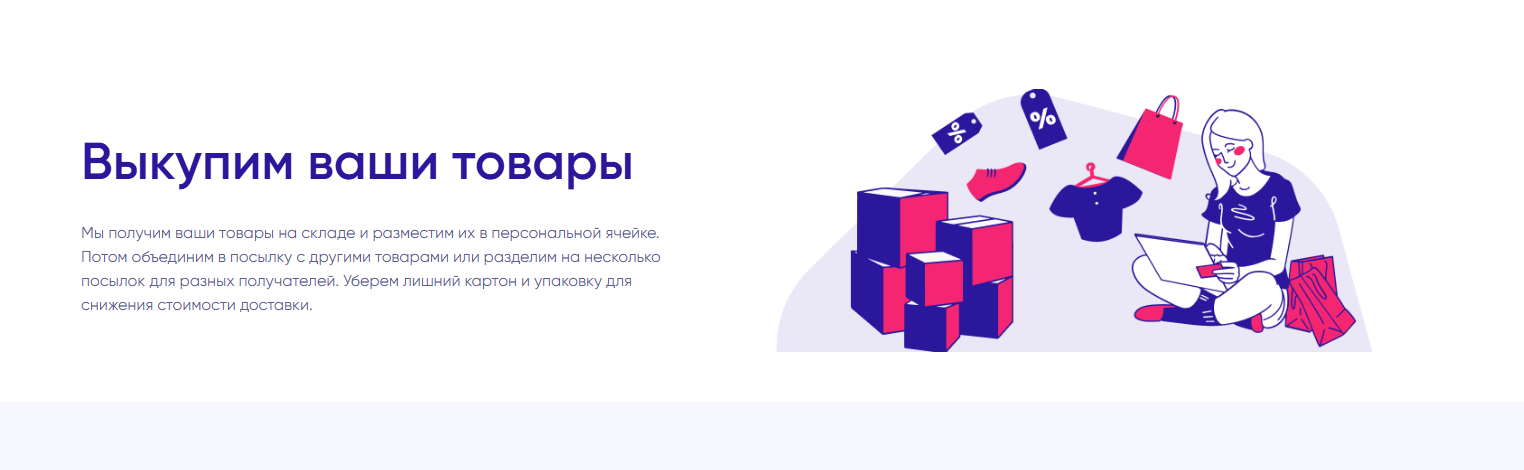 %
%
Выкупим ваши товары
Мы получим ваши товары на складе и разместим их в персональной ячейке.
Потом объединим в посылку с другими товарами или разделим на несколько
посылок для разных получателей. Уберем лишний картон и упаковку для
снижения стоимости доставки.